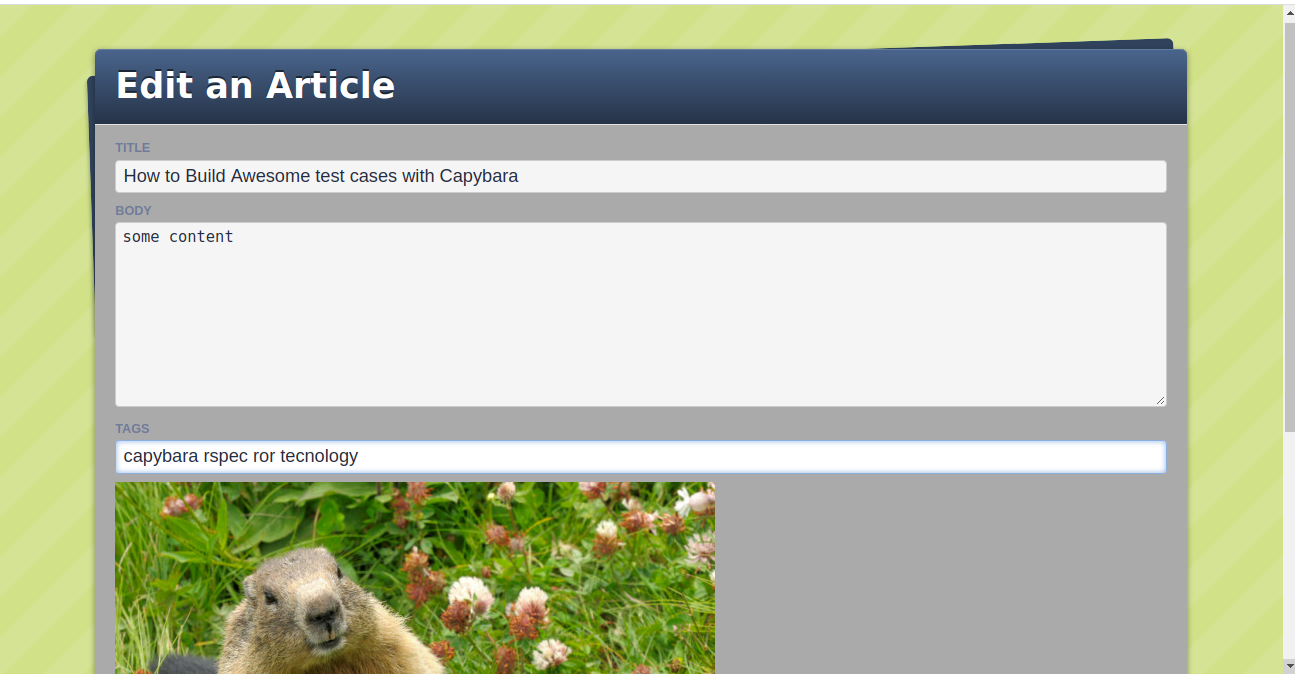 Edit an Article
TITLE
How to Build Awesome test cases with Capybara
BODY
some content
TAGS
capybara rspec ror tecnology